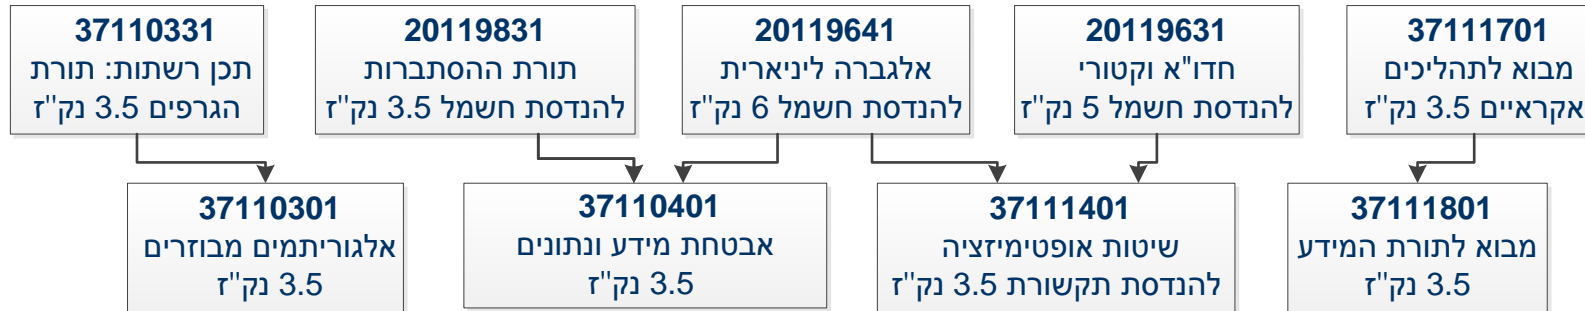 37110331
תכן רשתות: תורת
הגרפים 3.5 נק''ז
20119831
תורת ההסתברות
להנדסת חשמל 3.5 נק''ז
20119641
אלגברה ליניארית
להנדסת חשמל 6 נק''ז
20119631
חדו"א וקטורי
להנדסת חשמל 5 נק''ז
37111701
מבוא לתהליכים
אקראיים 3.5 נק''ז
37110301
אלגוריתמים מבוזרים
3.5 נק''ז
37110401
אבטחת מידע ונתונים
3.5 נק''ז
37111401
שיטות אופטימיזציה
להנדסת תקשורת 3.5 נק''ז
37111801
מבוא לתורת המידע
3.5 נק''ז